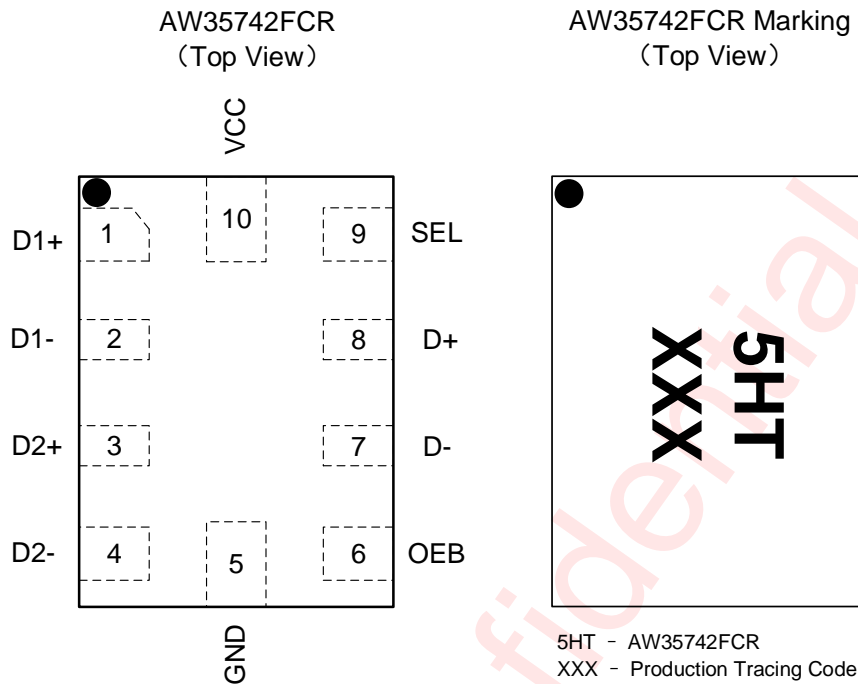 AW35742FCR
（Top View）
VCC
D1+ 1 10 9 SEL
D1- 2 8 D+
D2+ 3 7 D-
D2- 4 5 6 OEB
GND
AW35742FCR Marking
（Top View）
5HT
XXX
5HT - AW35742FCR
XXX - Production Tracing Code
fidential